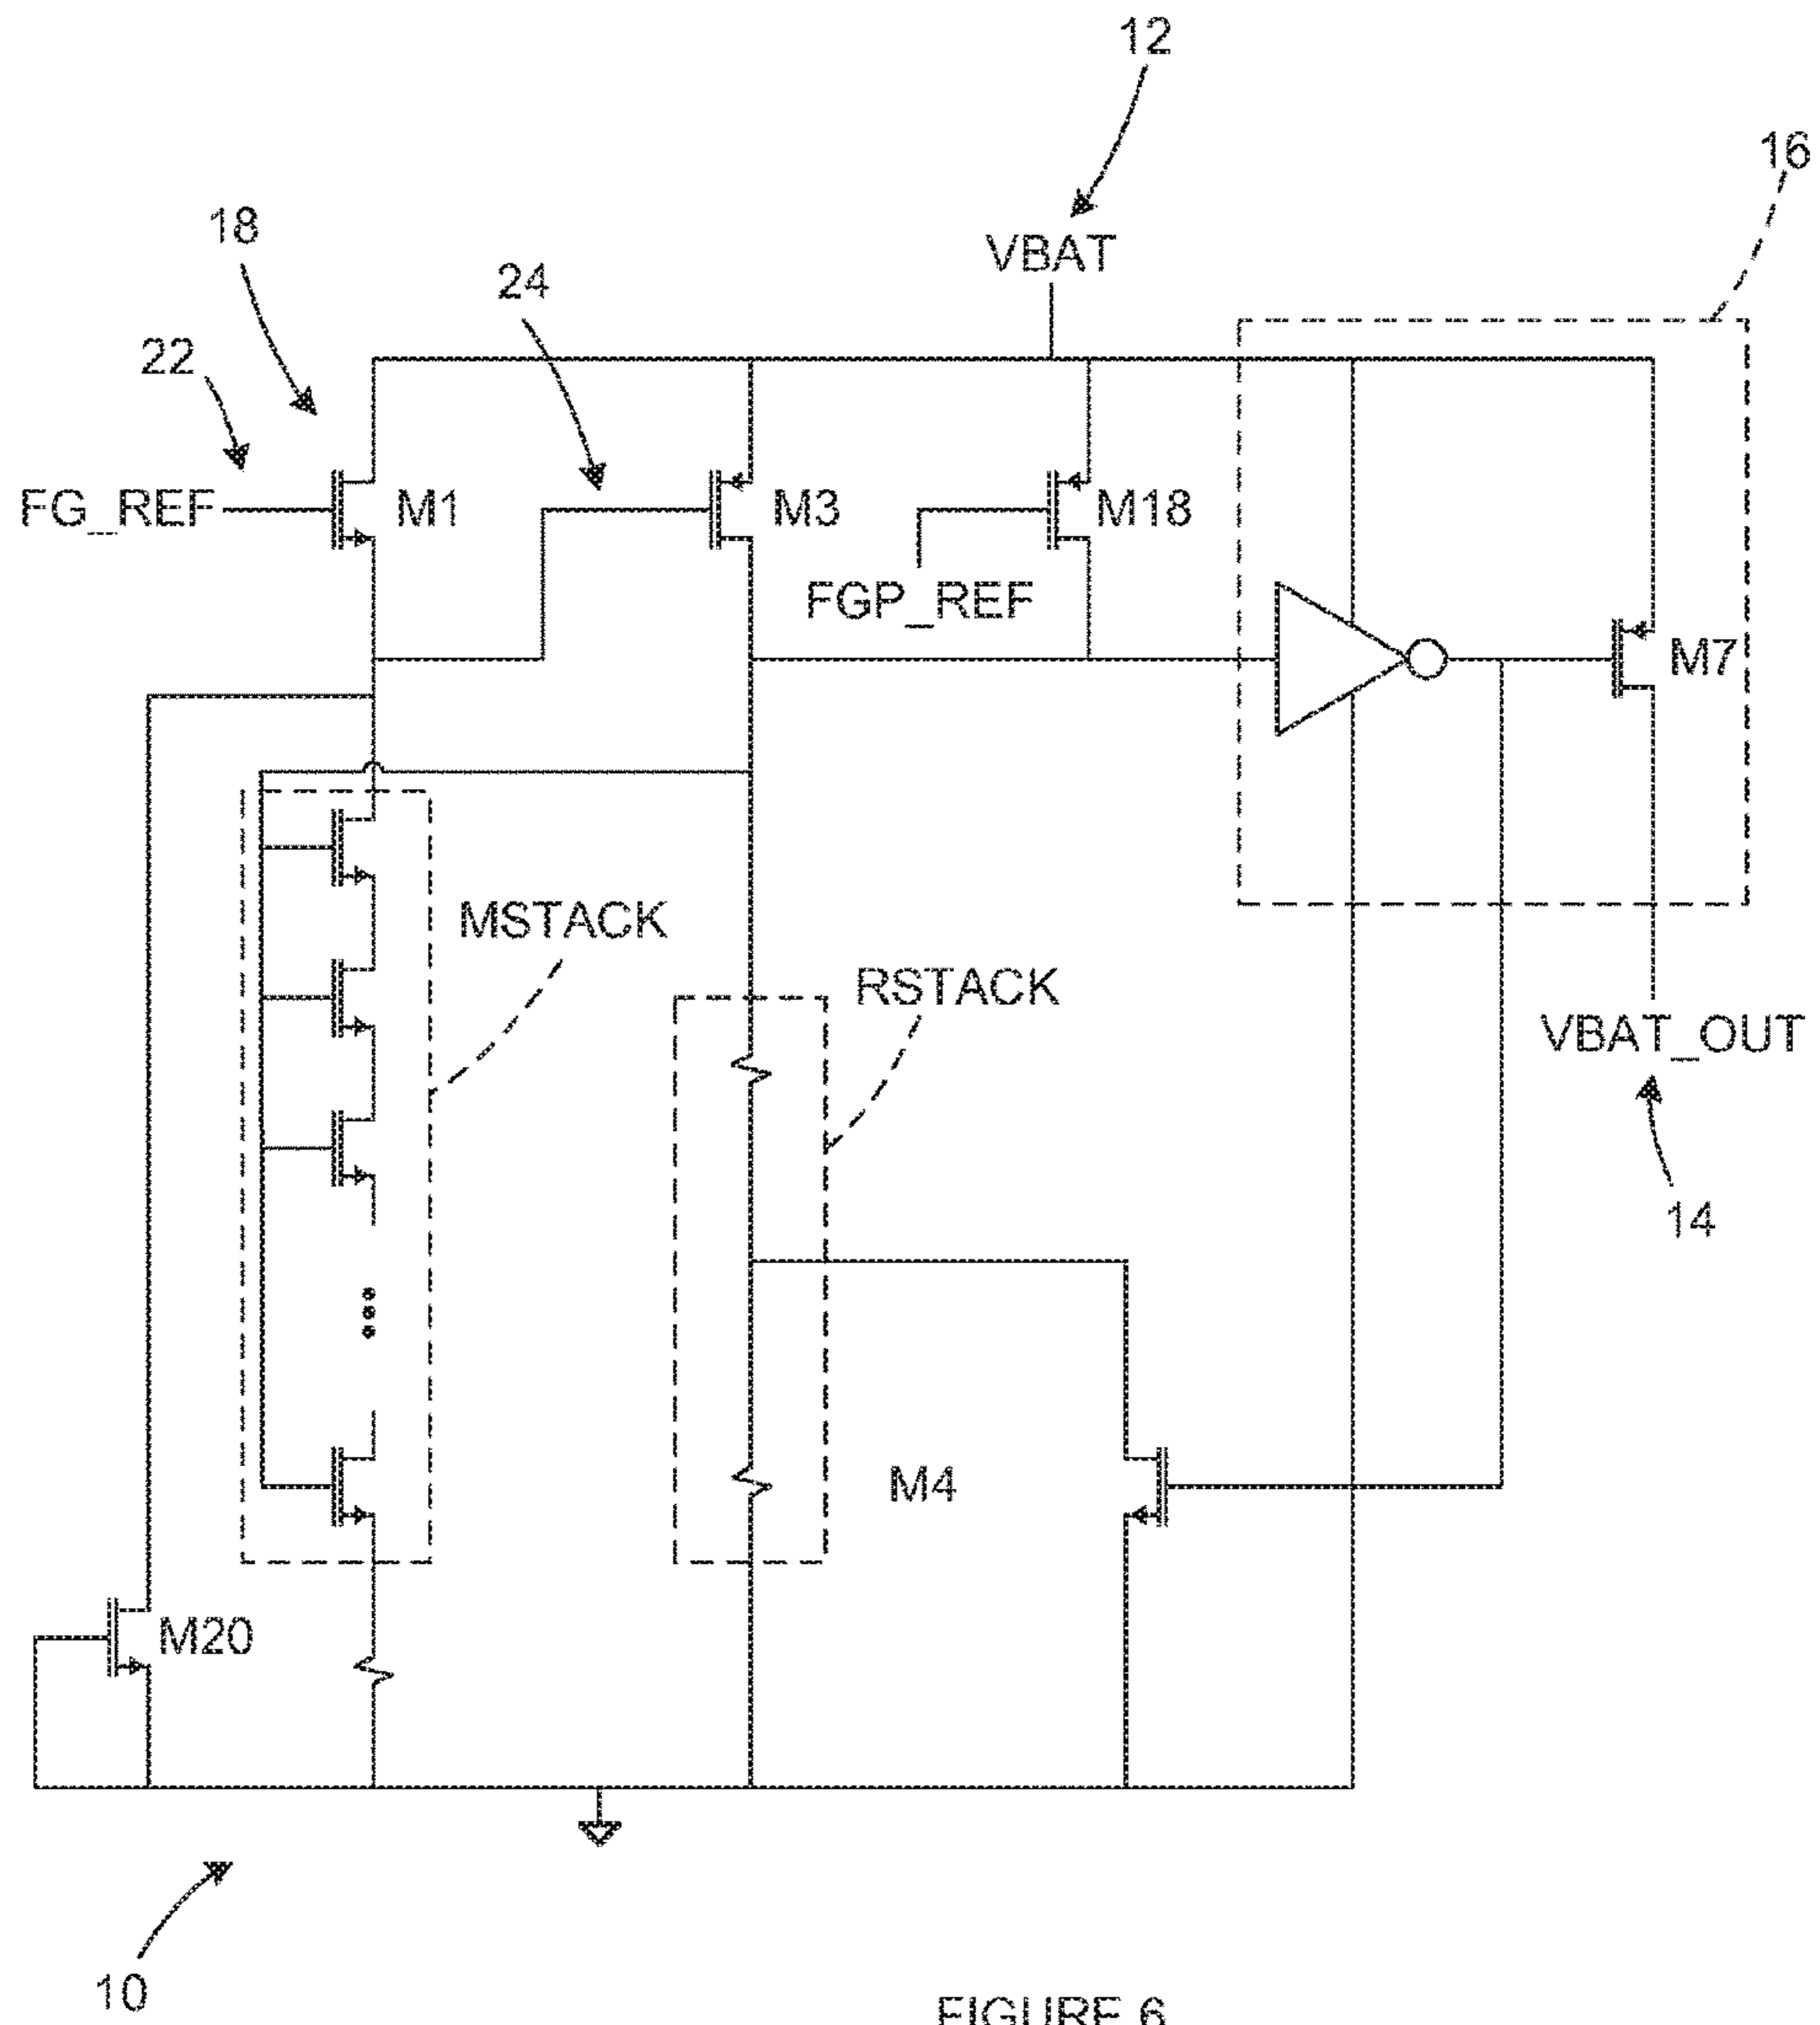 12
16
18
VBAT
24
22
FG_REF
M1
M3
M18
FGP_REF
M7
MSTACK
RSTACK
VBAT_OUT
14
M4
M20
10
FIGURE 6